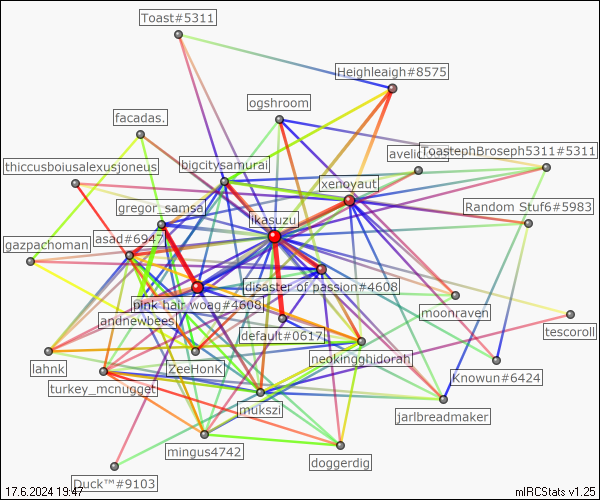 Toast#5311
Heighleaigh#8575
ogshroom
facadas.
ToastephBroseph5311#5311
thiccusboiusalexusjoneus
bigcitysamurai
xenoyaut
gregor_samsa
Random Stuf6#5983
ikasuzu
gazpachoman
asad#6947
disaster of passion#4608
pink hair woag#4608
moonraven
andnewbees
default#0617
tescoroll
neokingghidorah
lahnk
ZeeHonK
Knowun#6424
turkey_mcnugget
mukszi
jarlbreadmaker
mingus4742
doggerdig
Duck™#9103
17.6.2024 19:47
mIRCStats v1.25